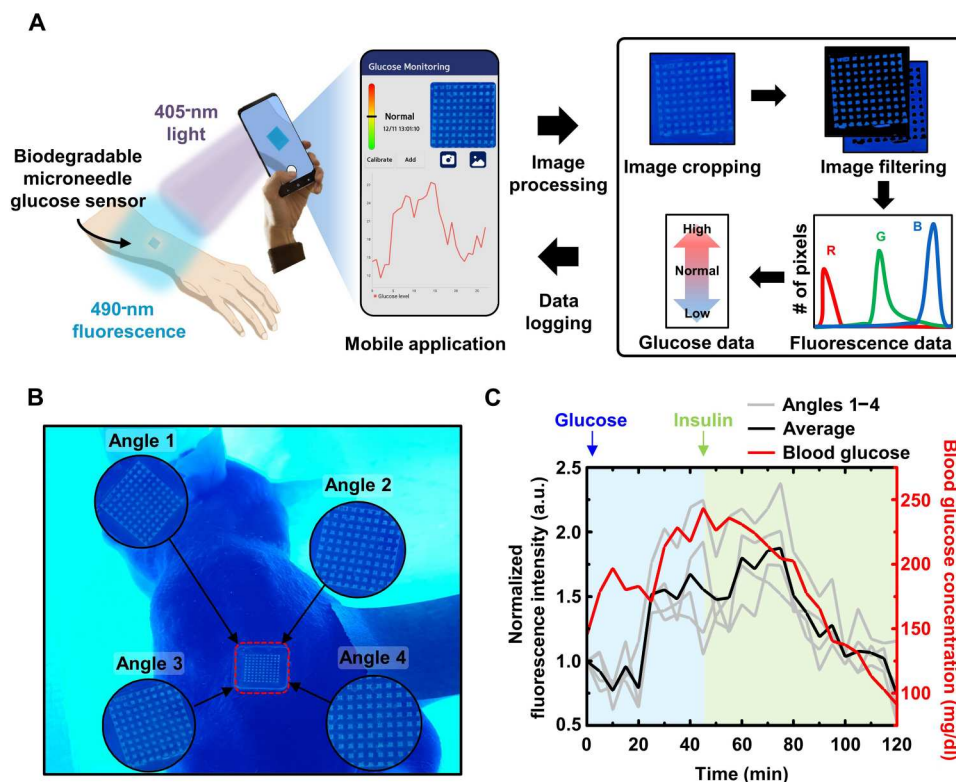 A
405-nm
light
Biodegradable
microneedle
glucose sensor
490-nm
fluorescence
Glucose Monitoring
Normal
12/11 13:01:10
Calibrate
Add
Glucose level
Mobile application
Image
processing
Data
logging
Image cropping
Image filtering
High
Normal
Low
Glucose data
# of pixels
R
G
B
Fluorescence data
B
Angle 1
Angle 2
Angle 3
Angle 4
C
Glucose
Insulin
Angles 1–4
Average
Blood glucose
Normalized
fluorescence intensity (a.u.)
2.5
2.0
1.5
1.0
0.5
250
200
150
100
Blood glucose concentration (mg/dl)
0 20 40 60 80 100 120
Time (min)